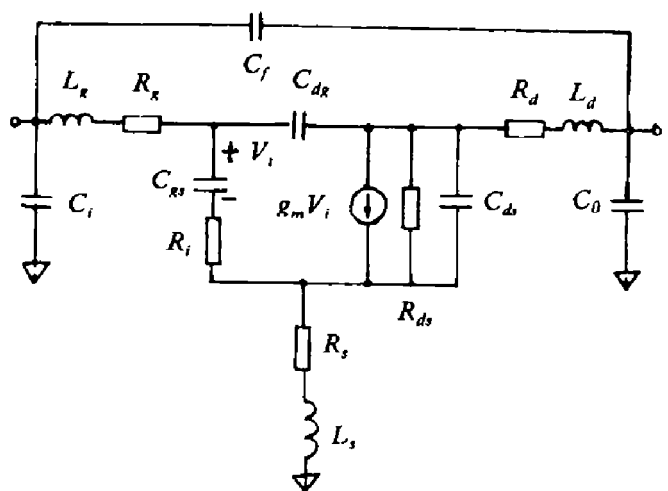 C_f
L_g
R_g
C_dg
R_d
L_d
+ V_i
C_gs
−
C_i
R_i
g_m V_i
C_ds
C_0
R_ds
R_s
L_s